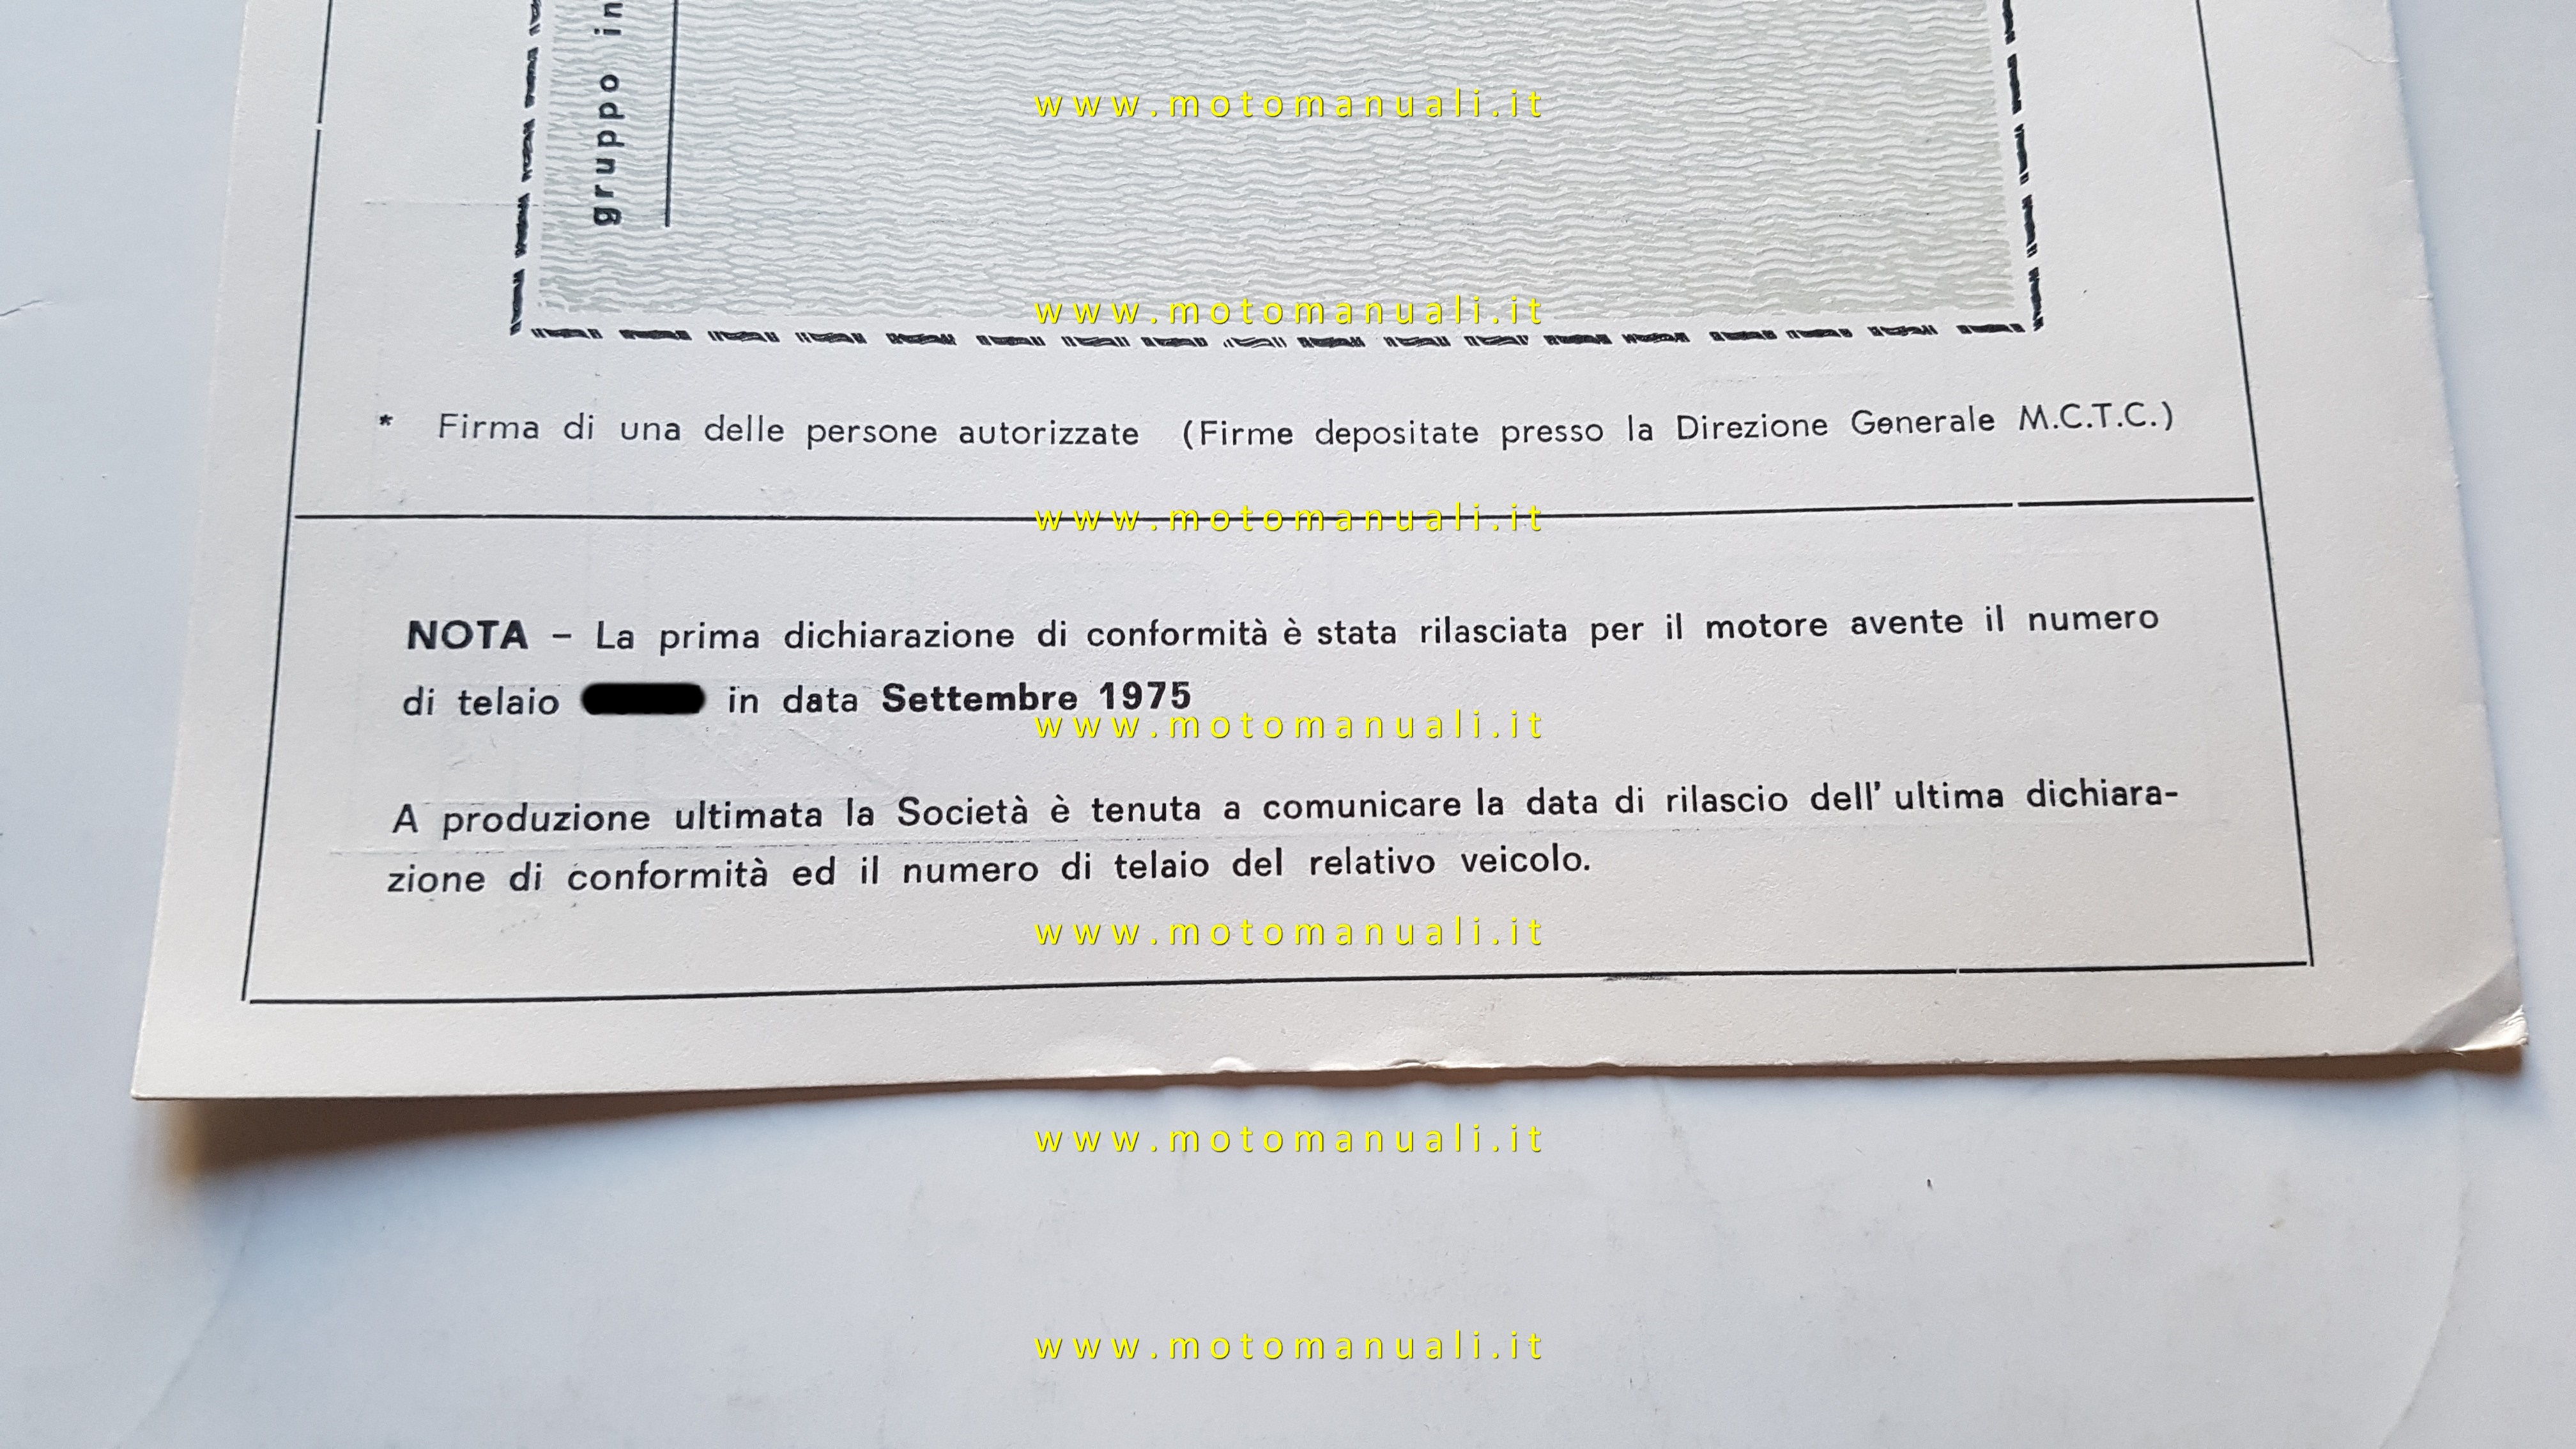 gruppo in
www.motomanuali.it
www.motomanuali.it
* Firma di una delle persone autorizzate (Firme depositate presso la Direzione Generale M.C.T.C.)
www.motomanuali.it
NOTA – La prima dichiarazione di conformità è stata rilasciata per il motore avente il numero
di telaio in data Settembre 1975
www.motomanuali.it
A produzione ultimata la Società è tenuta a comunicare la data di rilascio dell' ultima dichiara-
zione di conformità ed il numero di telaio del relativo veicolo.
www.motomanuali.it
www.motomanuali.it
www.motomanuali.it